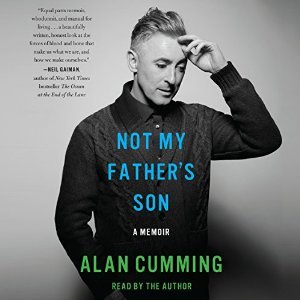 "Equal parts memoir,
whodunnit, and manual for
living . . . a beautifully
written, honest look at the
forces of blood and bone that
make us what we are, and
how we make ourselves."
—NEIL GAIMAN,
author of New York Times
bestseller The Ocean
at the End of the Lane
NOT MY
FATHER'S
SON
A MEMOIR
ALAN CUMMING
READ BY THE AUTHOR